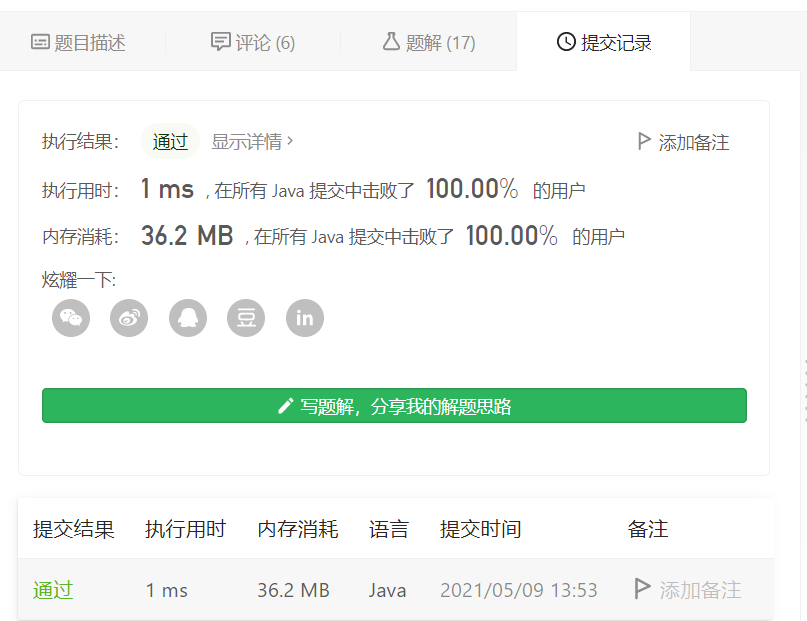 题目描述 评论 (6) 题解 (17) 提交记录
执行结果： 通过 显示详情 > 添加备注
执行用时： 1 ms , 在所有 Java 提交中击败了 100.00% 的用户
内存消耗： 36.2 MB , 在所有 Java 提交中击败了 100.00% 的用户
炫耀一下:
写题解，分享我的解题思路
提交结果 执行用时 内存消耗 语言 提交时间 备注
通过 1 ms 36.2 MB Java 2021/05/09 13:53 添加备注